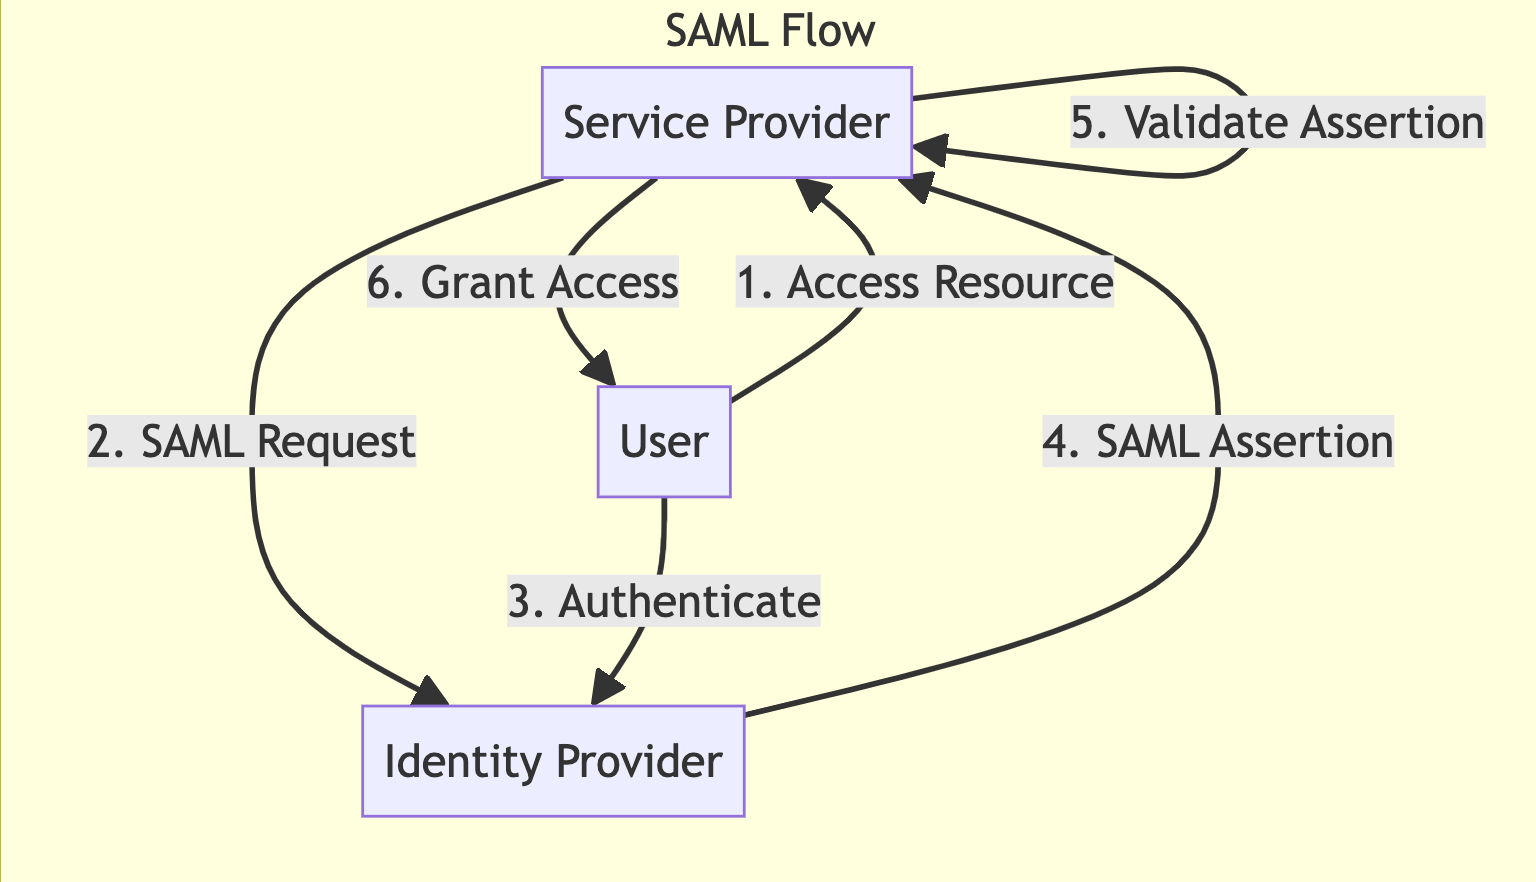 SAML Flow
Service Provider
5. Validate Assertion
6. Grant Access
1. Access Resource
2. SAML Request
User
4. SAML Assertion
3. Authenticate
Identity Provider